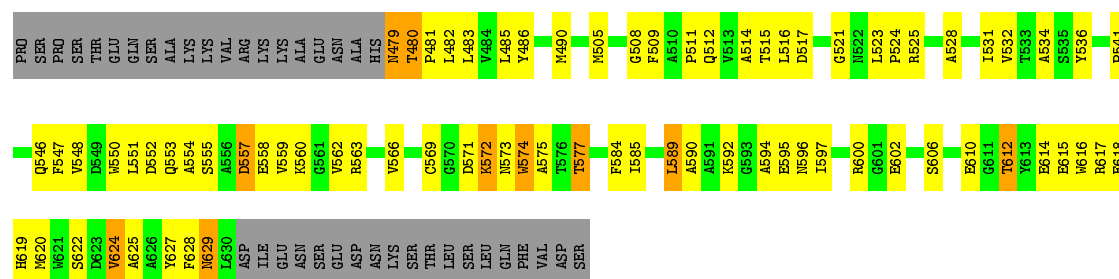 PRO SER PRO SER THR GLU GLN SER ALA LYS LYS VAL ARG LYS LYS ALA GLU ASN ALA HIS N479 T480 P481 L482 L483 V484 L485 Y486 M490 M505 G508 F509 A510 P511 Q512 V513 A514 T515 L516 D517 G521 N522 L523 P524 R525 A528 I531 V532 T533 A534 S535 Y536
Q546 F547 V548 D549 W550 L551 D552 Q553 A554 S555 A556 D557 E558 V559 K560 G561 V562 R563 V566 C569 G570 D571 K572 N573 W574 A575 T576 T577 F584 I585 L589 A590 A591 K592 G593 A594 E595 N596 I597 R600 G601 E602 S606 E610 G611 T612 Y613 E614 E615 W616 R617
H619 M620 W621 S622 D623 V624 A625 A626 Y627 F628 N629 L630 ASP ILE GLU ASN SER GLU ASP ASN LYS SER THR LEU SER LEU GLN PHE VAL ASP SER